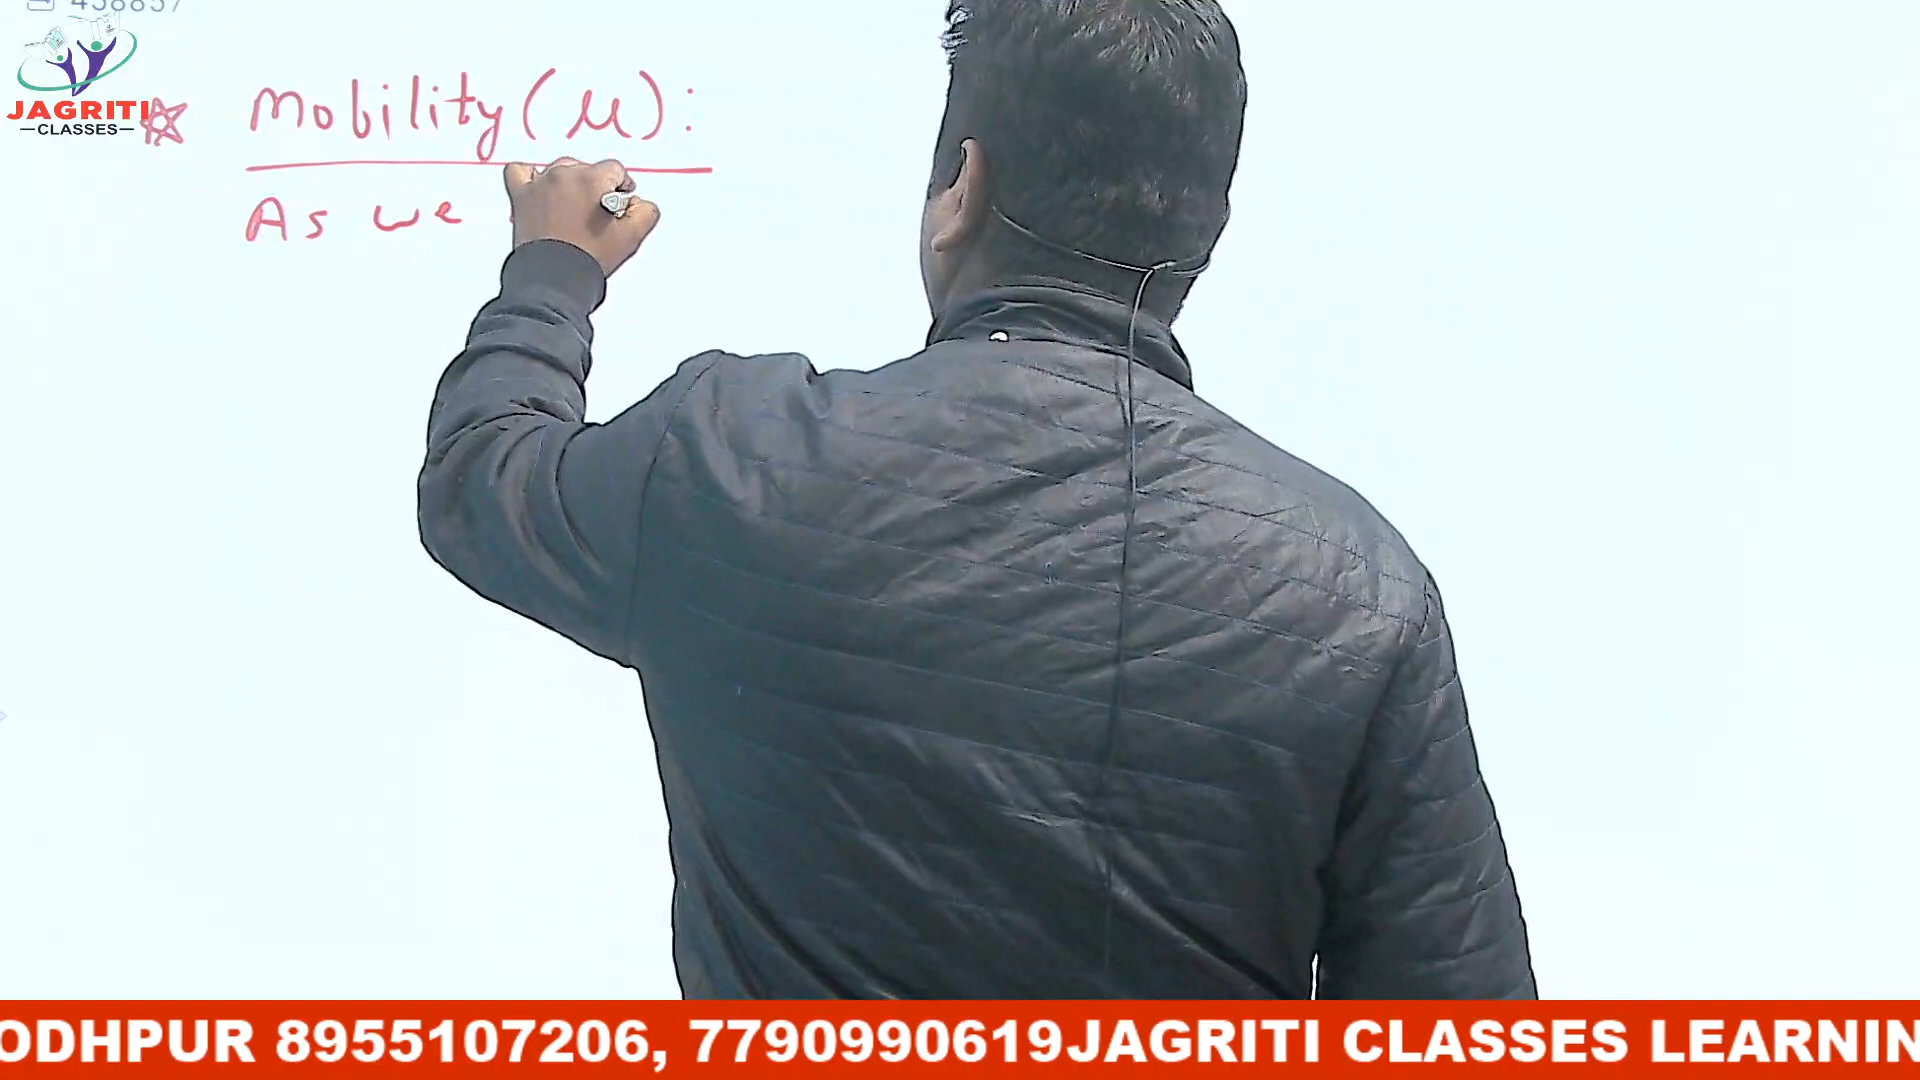 JAGRITI
CLASSES
Mobility (μ) :
As we
ODHPUR 8955107206, 7790990619JAGRITI CLASSES LEARNIN